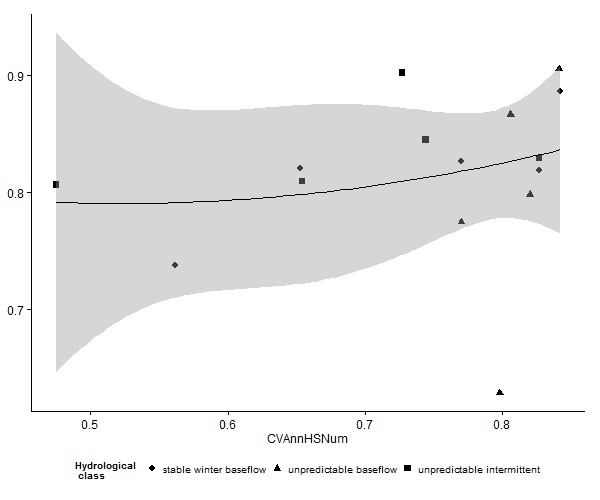 0.9
0.8
0.7
0.5 0.6 0.7 0.8
CVAnnHSNum
Hydrological
class
stable winter baseflow unpredictable baseflow unpredictable intermittent